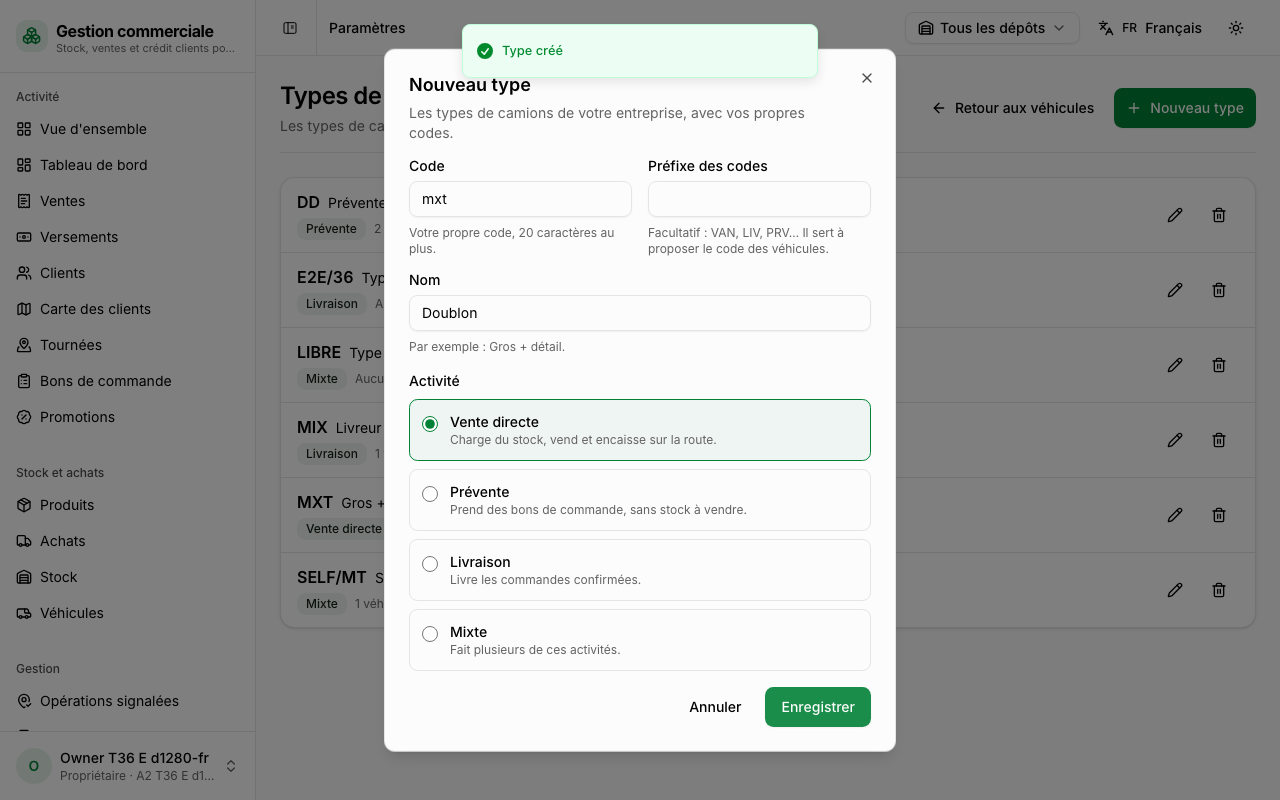 Gestion commerciale
Stock, ventes et crédit clients po...
Activité
Vue d'ensemble
Tableau de bord
Ventes
Versements
Clients
Carte des clients
Tournées
Bons de commande
Promotions
Stock et achats
Produits
Achats
Stock
Véhicules
Gestion
Opérations signalées
O
Owner T36 E d1280-fr
Propriétaire · A2 T36 E d1...
Paramètres
Tous les dépôts
FR Français
Type créé
Types de
Les types de ca
Retour aux véhicules
Nouveau type
DD Prévente
Prévente 2
E2E/36 Typ
Livraison A
LIBRE Type
Mixte Aucu
MIX Livreur
Livraison 1
MXT Gros +
Vente directe
SELF/MT S
Mixte 1 véh
Nouveau type
Les types de camions de votre entreprise, avec vos propres
codes.
Code
mxt
Votre propre code, 20 caractères au
plus.
Préfixe des codes
Facultatif : VAN, LIV, PRV... Il sert à
proposer le code des véhicules.
Nom
Doublon
Par exemple : Gros + détail.
Activité
Vente directe
Charge du stock, vend et encaisse sur la route.
Prévente
Prend des bons de commande, sans stock à vendre.
Livraison
Livre les commandes confirmées.
Mixte
Fait plusieurs de ces activités.
Annuler
Enregistrer